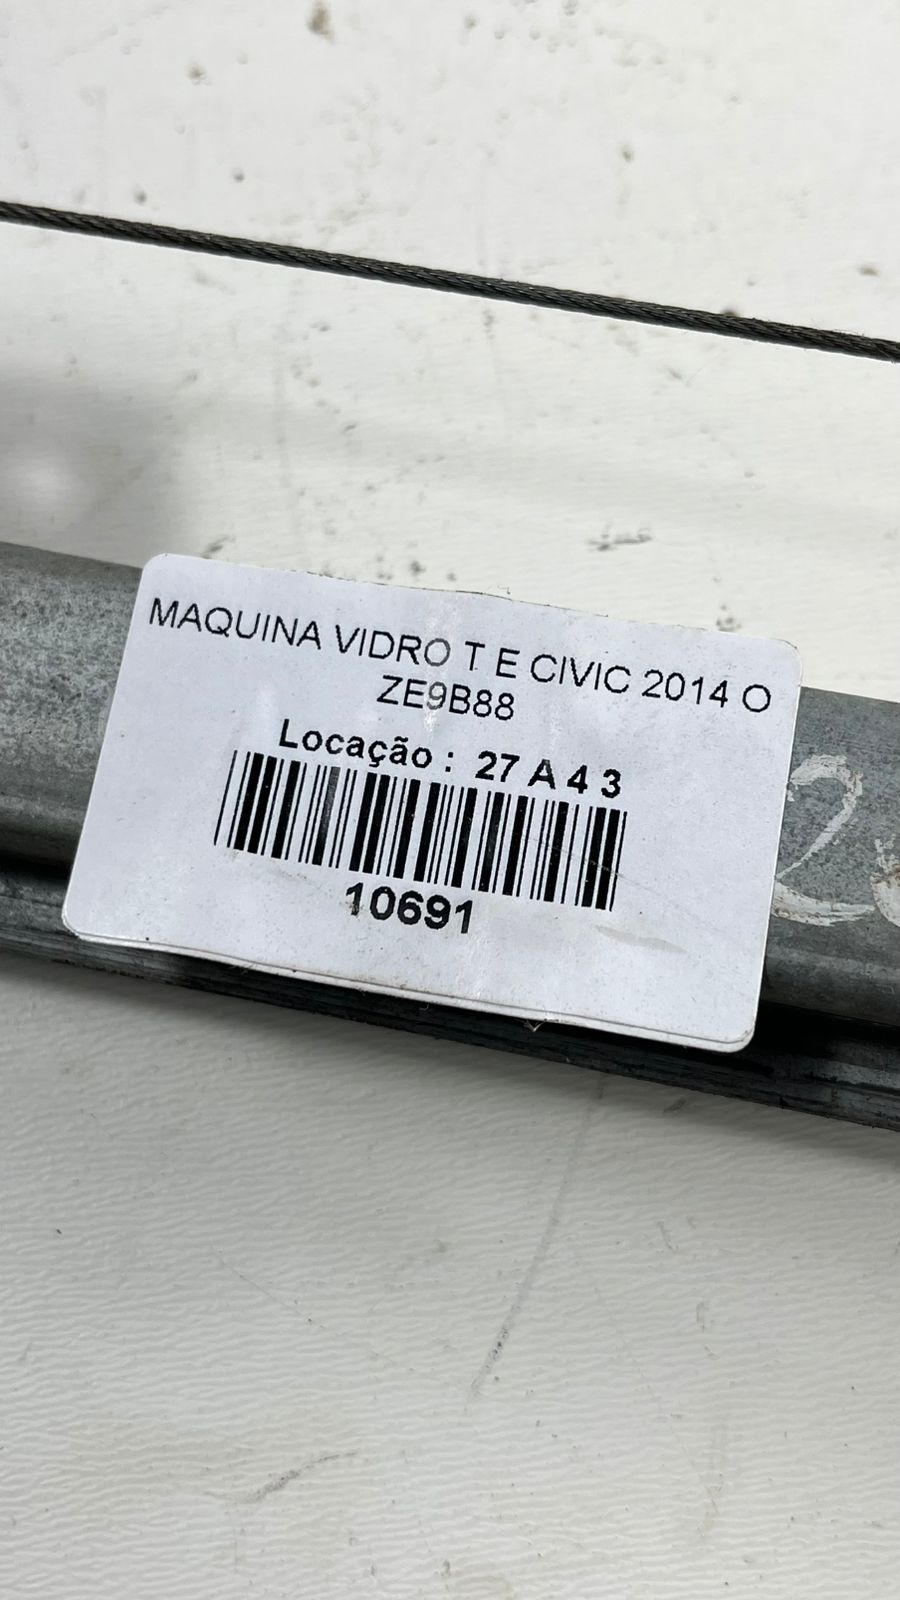 MAQUINA VIDRO T E CIVIC 2014 O
ZE9B88
Locação : 27 A 4 3
10691